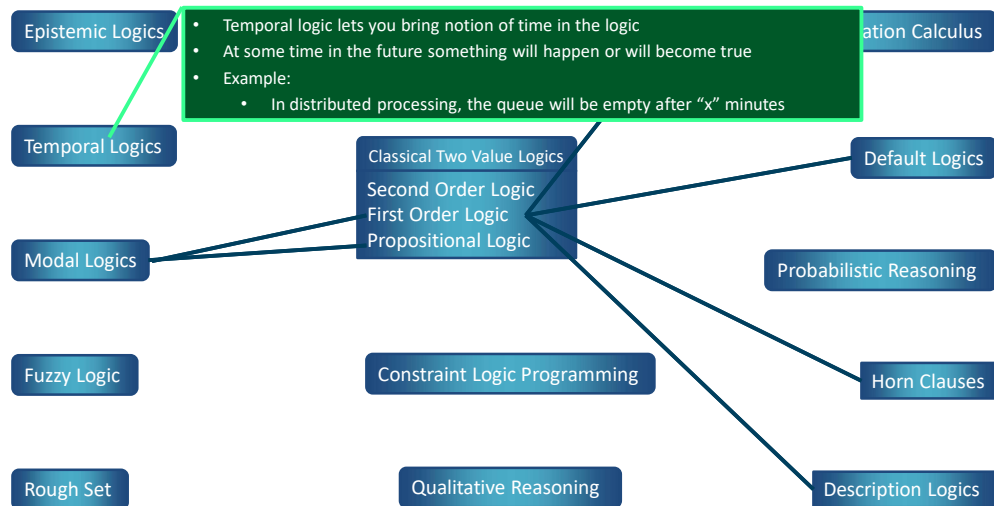 Epistemic Logics
• Temporal logic lets you bring notion of time in the logic
• At some time in the future something will happen or will become true
• Example:
• In distributed processing, the queue will be empty after “x” minutes
Calculus
Temporal Logics
Classical Two Value Logics
Second Order Logic
First Order Logic
Propositional Logic
Default Logics
Modal Logics
Probabilistic Reasoning
Fuzzy Logic
Constraint Logic Programming
Horn Clauses
Rough Set
Qualitative Reasoning
Description Logics